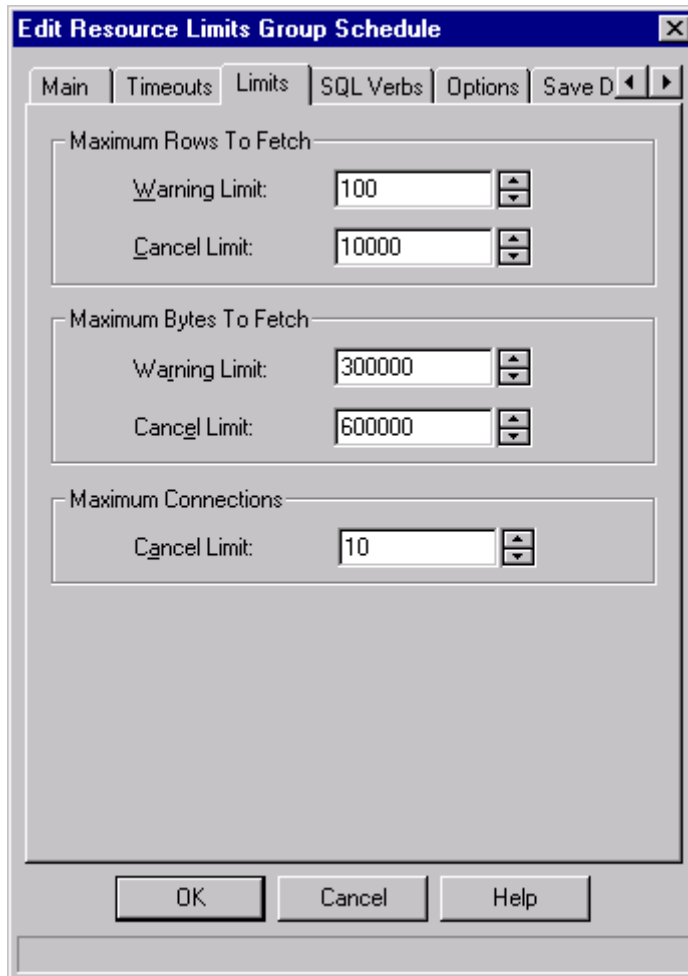 Edit Resource Limits Group Schedule
Main Timeouts Limits SQL Verbs Options Save D
Maximum Rows To Fetch
Warning Limit: 100
Cancel Limit: 10000
Maximum Bytes To Fetch
Warning Limit: 300000
Cancel Limit: 600000
Maximum Connections
Cancel Limit: 10
OK Cancel Help